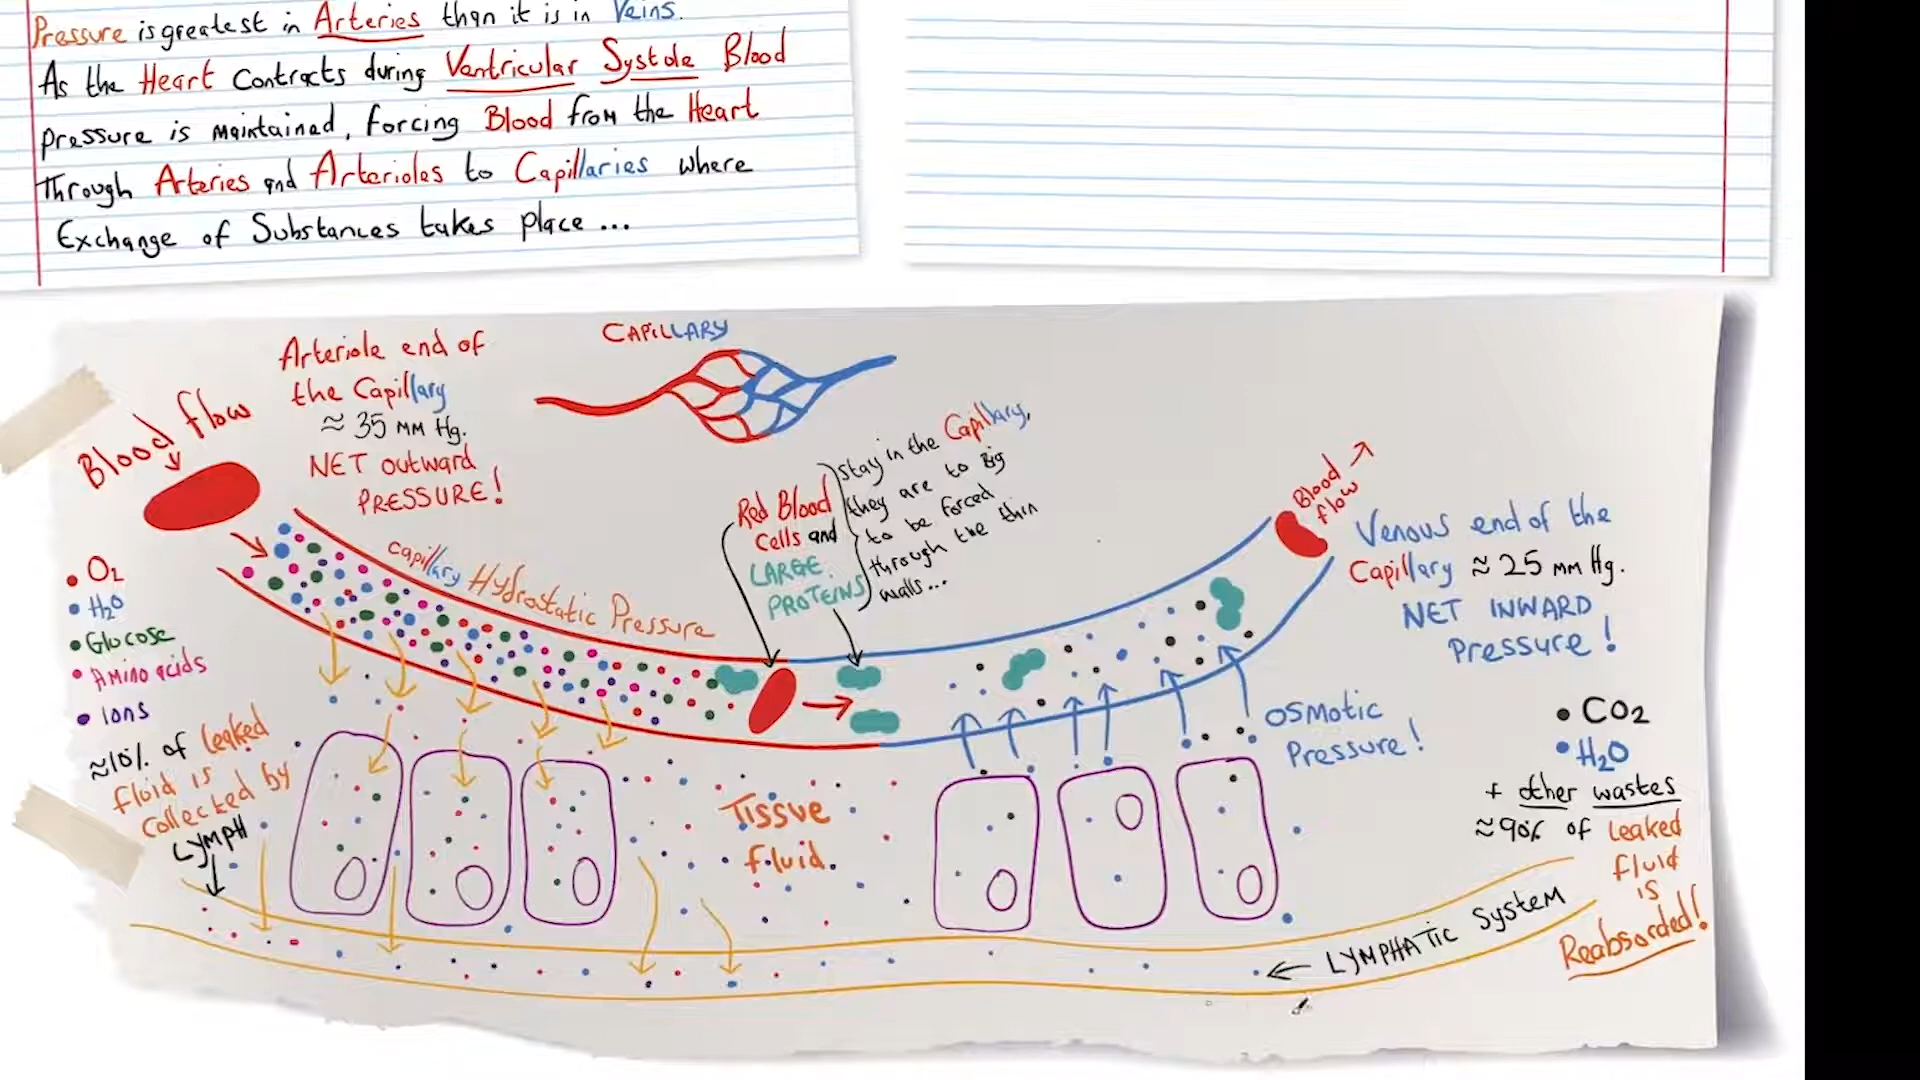 Pressure is greatest in Arteries than it is in Veins.
As the Heart Contracts during Ventricular Systole Blood
pressure is maintained, forcing Blood from the Heart
Through Arteries and Arterioles to Capillaries where
Exchange of Substances takes place ...
CAPILLARY
Arteriole end of
the Capillary
≈ 35 mm Hg.
NET outward
PRESSURE!
Blood flow
Red Blood
Cells and
LARGE
PROTEINS
stay in the Capillary,
they are to big
to be forced
through the thin
walls...
Blood
flow
Venous end of the
Capillary ≈ 25 mm Hg.
NET INWARD
Pressure!
capillary Hydrostatic Pressure
O2
H2O
Glucose
Amino acids
Ions
≈10% of leaked
fluid is
collected by
LYMPH
Tissue
fluid.
Osmotic
Pressure!
CO2
H2O
+ other wastes
≈90% of leaked
fluid
is
Reabsorded!
LYMPHATIC System